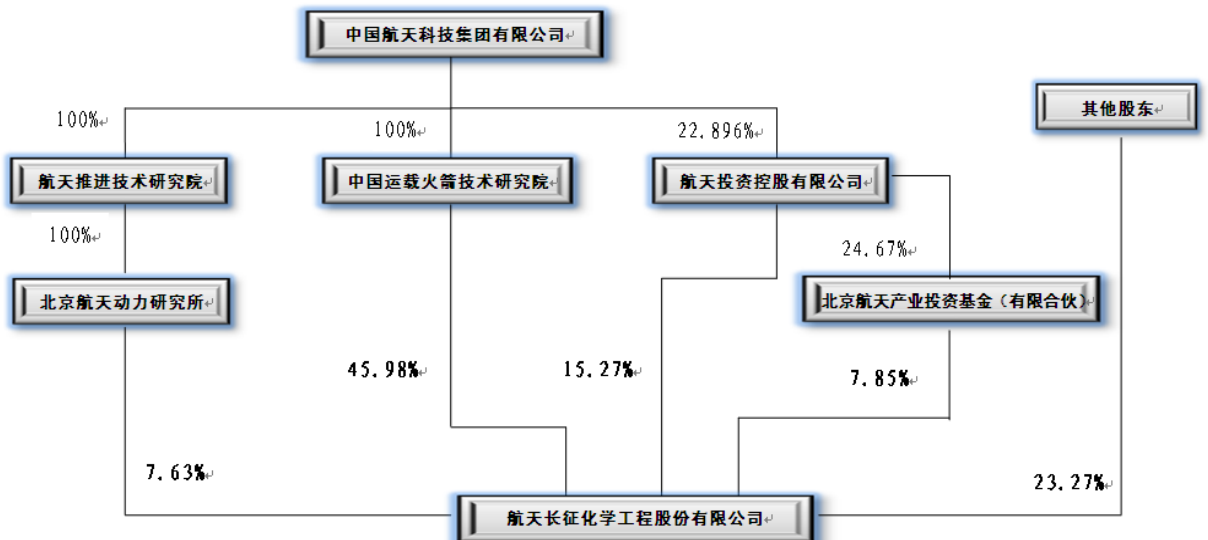 中国航天科技集团有限公司
其他股东
100%
100%
22.896%
航天推进技术研究院
中国运载火箭技术研究院
航天投资控股有限公司
100%
24.67%
北京航天动力研究所
北京航天产业投资基金（有限合伙）
45.98%
15.27%
7.85%
7.63%
23.27%
航天长征化学工程股份有限公司